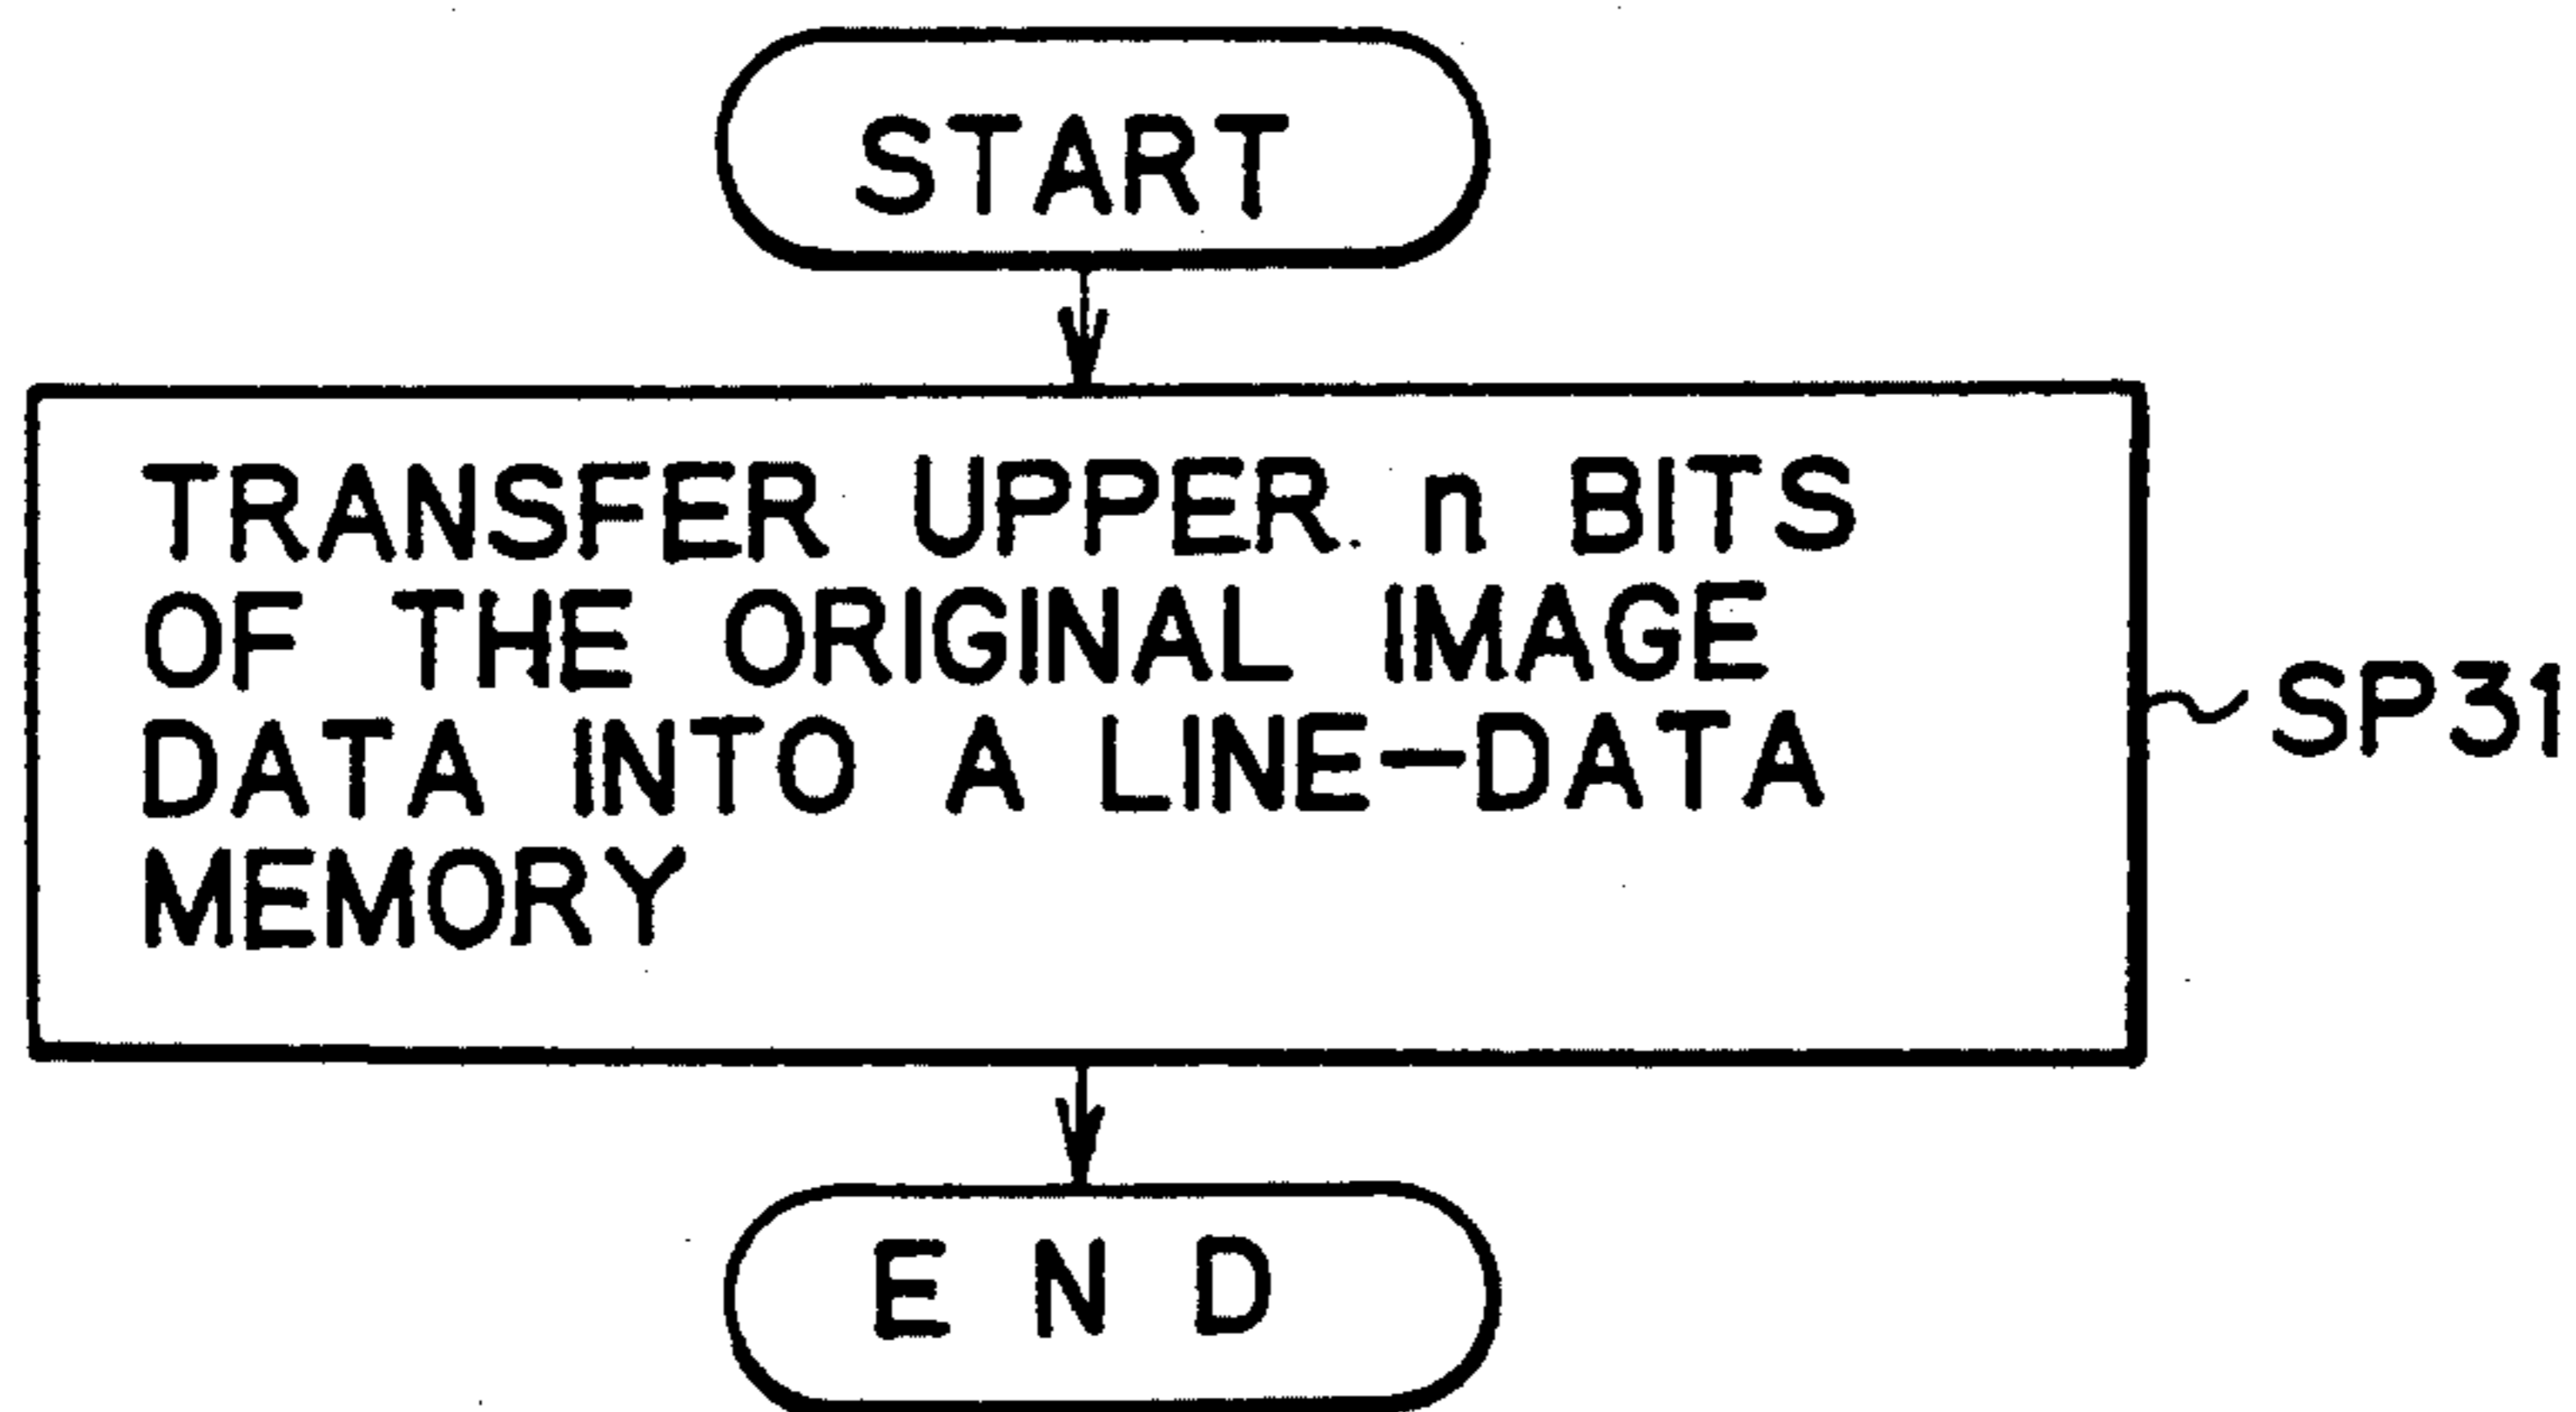 START
TRANSFER UPPER n BITS
OF THE ORIGINAL IMAGE
DATA INTO A LINE-DATA
MEMORY
SP31
END